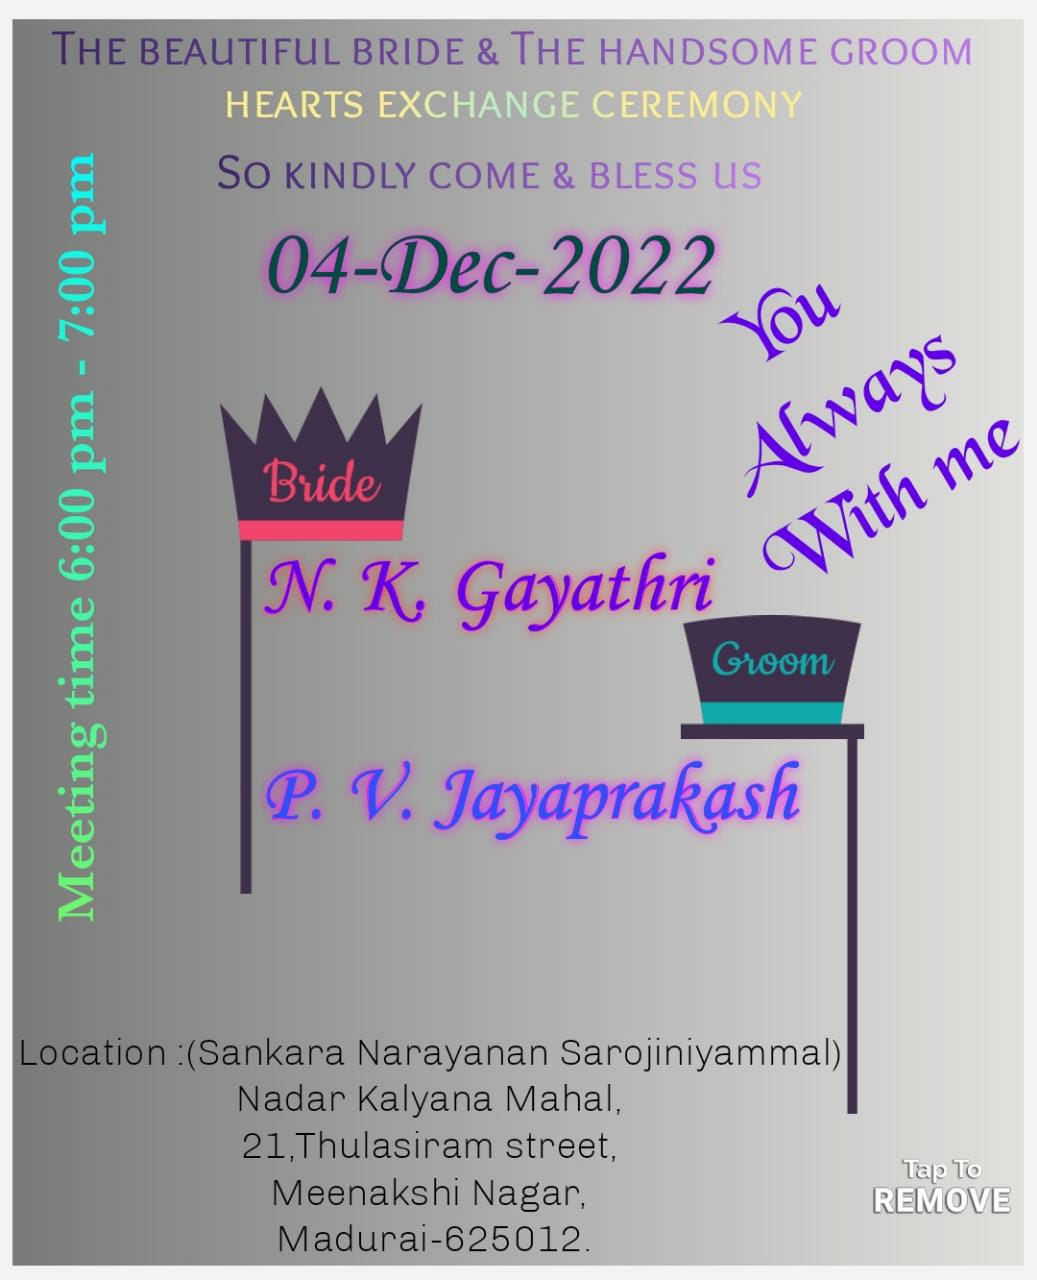 The beautiful bride & The handsome groom
hearts exchange ceremony
So kindly come & bless us
04-Dec-2022
Meeting time 6:00 pm - 7:00 pm
You
Always
With me
Bride
N. K. Gayathri
Groom
P. V. Jayaprakash
Location :(Sankara Narayanan Sarojiniyammal)
Nadar Kalyana Mahal,
21,Thulasiram street,
Meenakshi Nagar,
Madurai-625012.
Tap To
REMOVE